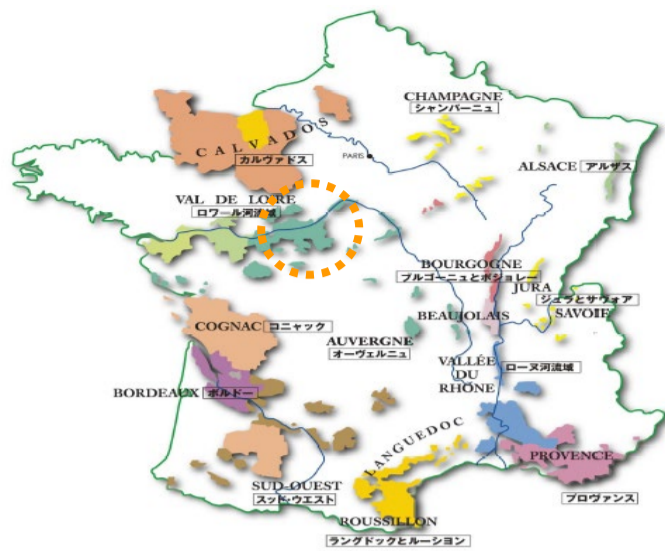 CHAMPAGNE
シャンパーニュ
CALVADOS
カルヴァドス
PARIS
ALSACE アルザス
VAL DE LOIRE
ロワール河流域
BOURGOGNE
ブルゴーニュとボジョレー
JURA
ジュラとサヴォア
SAVOIE
BEAUJOLAIS
COGNAC コニャック
AUVERGNE
オーヴェルニュ
VALLÉE
DU
RHÔNE
ローヌ河流域
BORDEAUX ボルドー
LANGUEDOC
PROVENCE
プロヴァンス
SUD-OUEST
スッド・ウエスト
ROUSSILLON
ラングドックとルーション